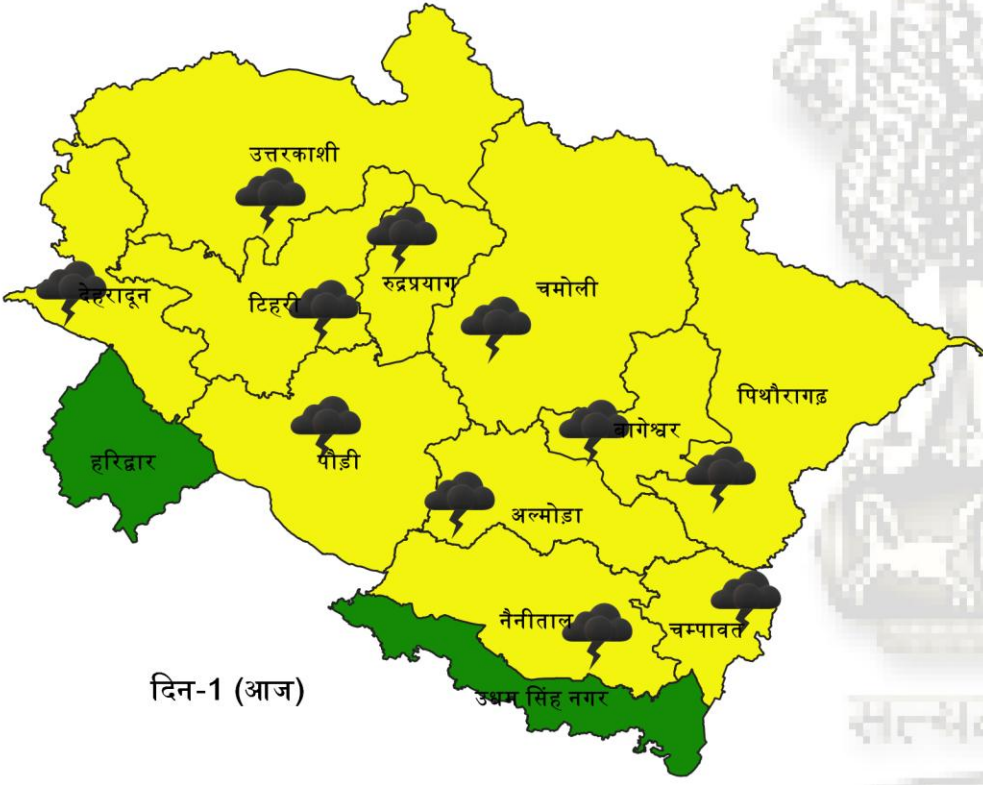 उत्तरकाशी
रुद्रप्रयाग
चमोली
देहरादून
टिहरी
पिथौरागढ़
बागेश्वर
हरिद्वार
पौड़ी
अल्मोड़ा
नैनीताल
चम्पावत
दिन-1 (आज)
उधम सिंह नगर